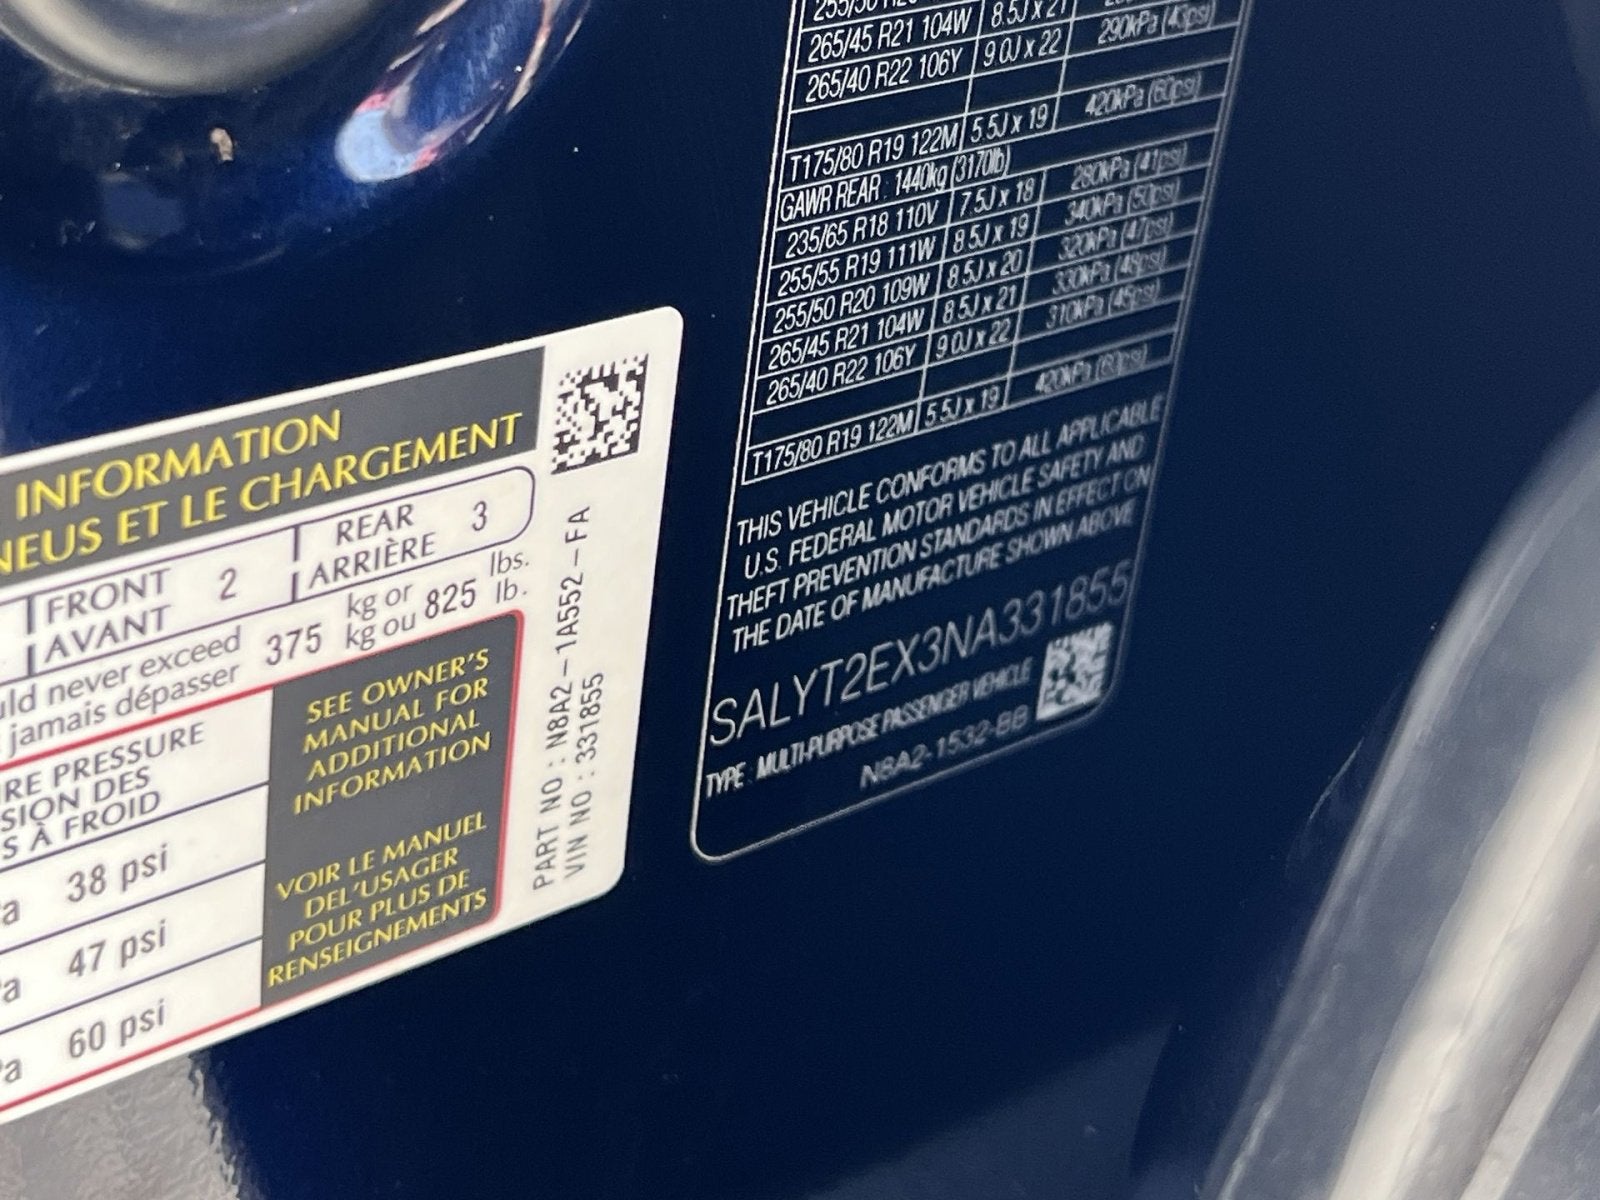 INFORMATION
NEUS ET LE CHARGEMENT
FRONT 2 REAR 3
AVANT ARRIÈRE
uld never exceed 375 kg or 825 lbs.
jamais dépasser kg ou lb.
RE PRESSURE
SION DES
S À FROID
a 38 psi
a 47 psi
a 60 psi
SEE OWNER'S
MANUAL FOR
ADDITIONAL
INFORMATION
VOIR LE MANUEL
DEL'USAGER
POUR PLUS DE
RENSEIGNEMENTS
PART NO : N8A2-1A552-FA
VIN NO : 331855
265/45 R21 104W 8.5J x 21
265/40 R22 106Y 9.0J x 22 290kPa
T175/80 R19 122M 5.5J x 19 420kPa (60psi)
GAWR REAR : 1440kg (3170lb)
235/65 R18 110V 7.5J x 18 280kPa (41psi)
255/55 R19 111W 8.5J x 19 340kPa (50psi)
255/50 R20 109W 8.5J x 20 320kPa (47psi)
265/45 R21 104W 8.5J x 21 330kPa (48psi)
265/40 R22 106Y 9.0J x 22 310kPa (45psi)
T175/80 R19 122M 5.5J x 19 420kPa (60psi)
THIS VEHICLE CONFORMS TO ALL APPLICABLE
U.S. FEDERAL MOTOR VEHICLE SAFETY AND
THEFT PREVENTION STANDARDS IN EFFECT ON
THE DATE OF MANUFACTURE SHOWN ABOVE
SALYT2EX3NA331855
TYPE : MULTI-PURPOSE PASSENGER VEHICLE
N8A2-1532-BB